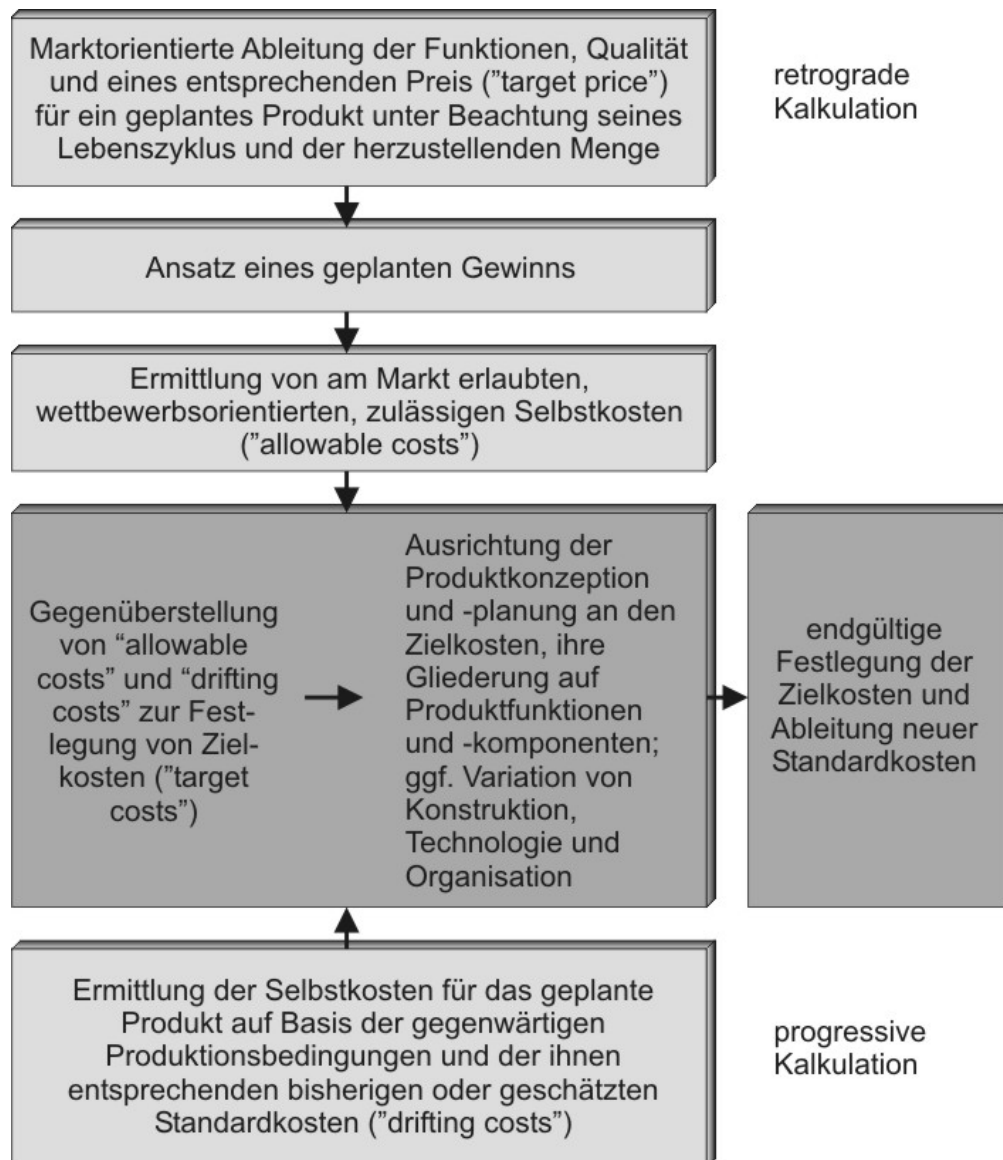 Marktorientierte Ableitung der Funktionen, Qualität
und eines entsprechenden Preis (”target price”)
für ein geplantes Produkt unter Beachtung seines
Lebenszyklus und der herzustellenden Menge
retrograde
Kalkulation
Ansatz eines geplanten Gewinns
Ermittlung von am Markt erlaubten,
wettbewerbsorientierten, zulässigen Selbstkosten
(”allowable costs”)
Gegenüberstellung
von “allowable
costs” und “drifting
costs” zur Fest-
legung von Ziel-
kosten (”target
costs”)
Ausrichtung der
Produktkonzeption
und -planung an den
Zielkosten, ihre
Gliederung auf
Produktfunktionen
und -komponenten;
ggf. Variation von
Konstruktion,
Technologie und
Organisation
endgültige
Festlegung der
Zielkosten und
Ableitung neuer
Standardkosten
Ermittlung der Selbstkosten für das geplante
Produkt auf Basis der gegenwärtigen
Produktionsbedingungen und der ihnen
entsprechenden bisherigen oder geschätzten
Standardkosten (”drifting costs”)
progressive
Kalkulation